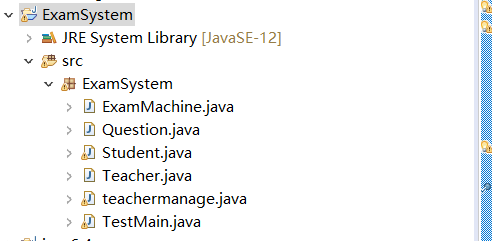 ExamSystem
JRE System Library [JavaSE-12]
src
ExamSystem
ExamMachine.java
Question.java
Student.java
Teacher.java
teachermanage.java
TestMain.java